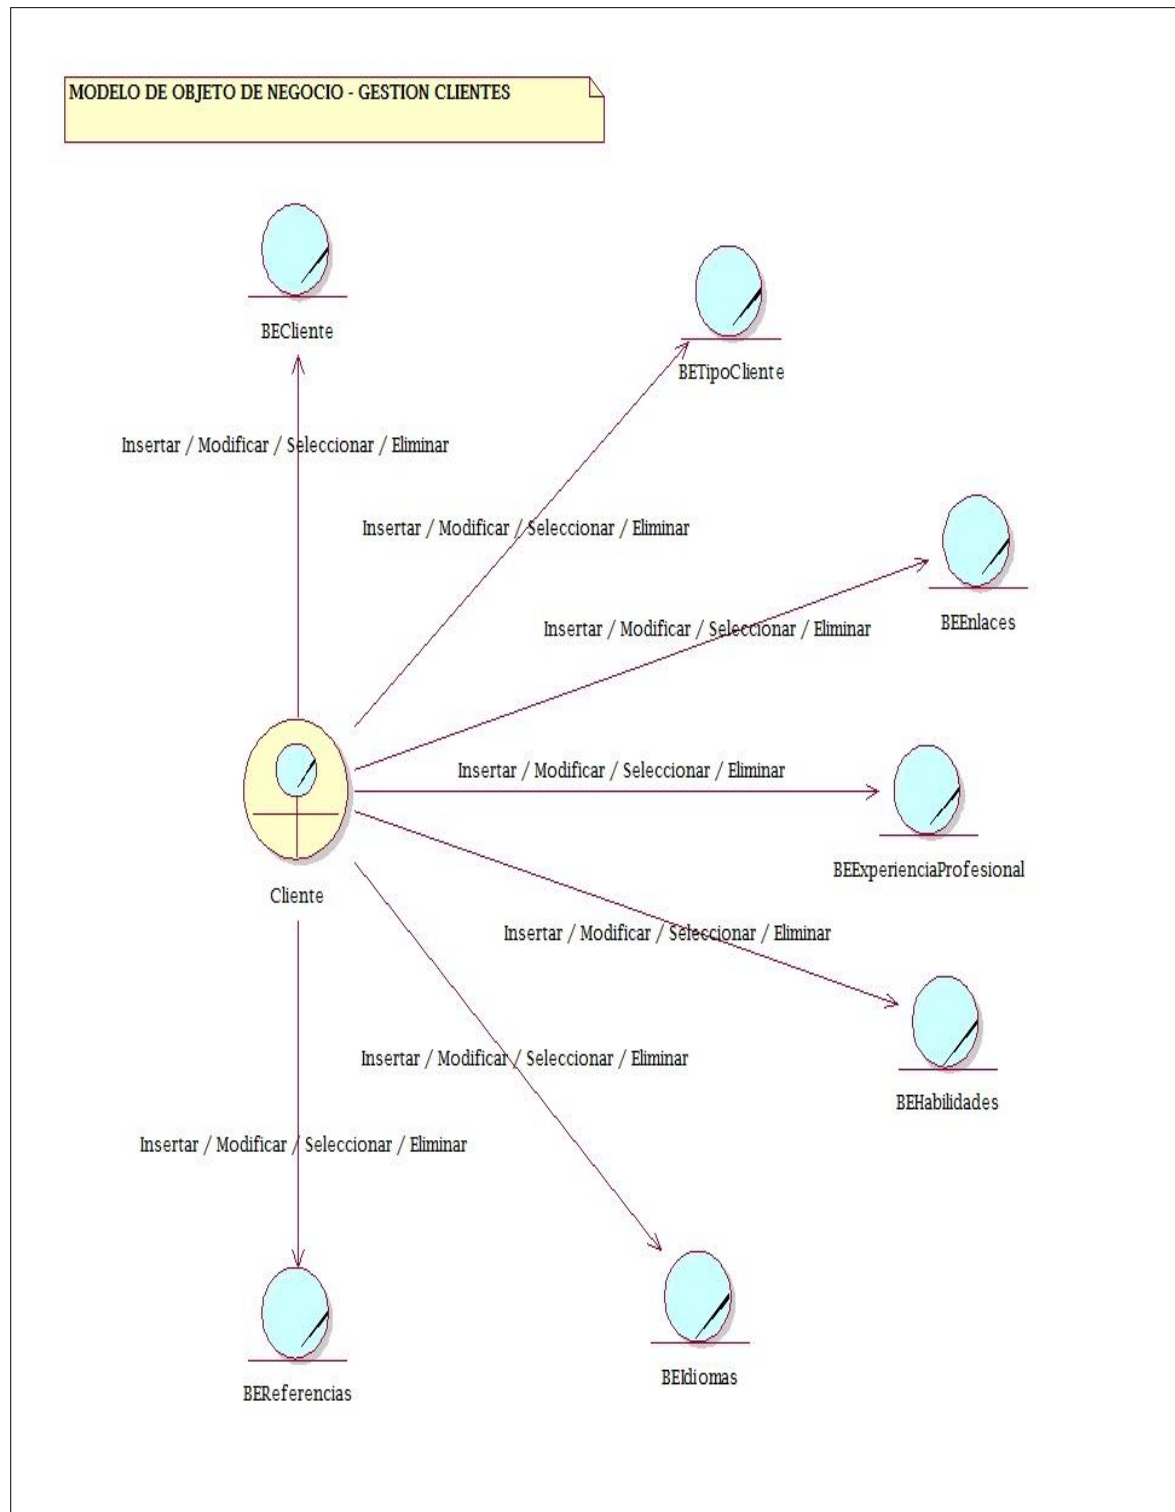 MODELO DE OBJETO DE NEGOCIO - GESTION CLIENTES
BECliente
BETipoCliente
Insertar / Modificar / Seleccionar / Eliminar
Insertar / Modificar / Seleccionar / Eliminar
BEEnlaces
Insertar / Modificar / Seleccionar / Eliminar
Insertar / Modificar / Seleccionar / Eliminar
BEExperienciaProfesional
Cliente
Insertar / Modificar / Seleccionar / Eliminar
Insertar / Modificar / Seleccionar / Eliminar
BEHabilidades
Insertar / Modificar / Seleccionar / Eliminar
BEIdiomas
BEReferencias